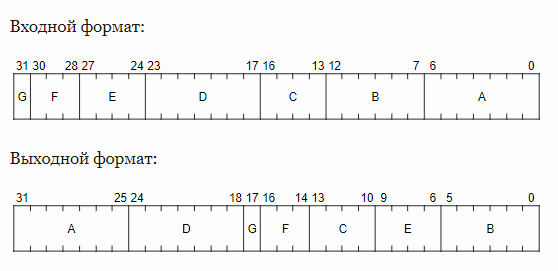 Входной формат:
31 30 28 27 24 23 17 16 13 12 7 6 0
G F E D C B A
Выходной формат:
31 25 24 18 17 16 14 13 10 9 6 5 0
A D G F C E B